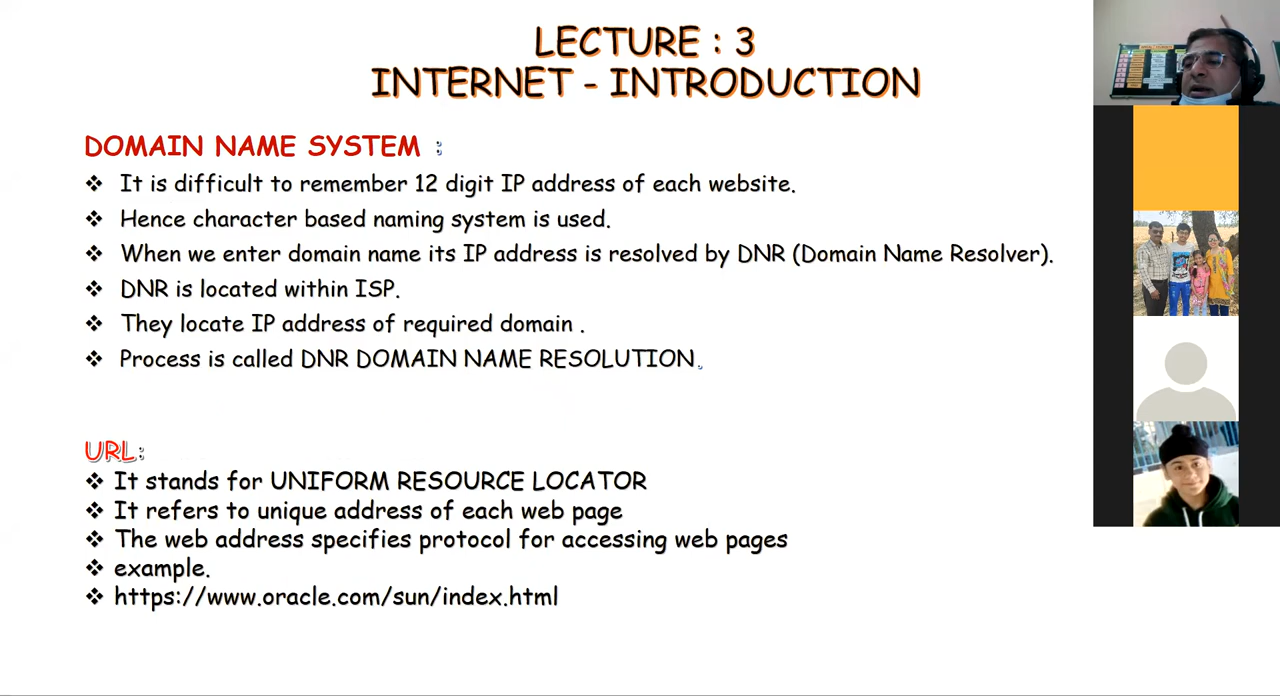 LECTURE : 3
INTERNET - INTRODUCTION
DOMAIN NAME SYSTEM :
❖ It is difficult to remember 12 digit IP address of each website.
❖ Hence character based naming system is used.
❖ When we enter domain name its IP address is resolved by DNR (Domain Name Resolver).
❖ DNR is located within ISP.
❖ They locate IP address of required domain .
❖ Process is called DNR DOMAIN NAME RESOLUTION.
URL:
❖ It stands for UNIFORM RESOURCE LOCATOR
❖ It refers to unique address of each web page
❖ The web address specifies protocol for accessing web pages
❖ example.
❖ https://www.oracle.com/sun/index.html